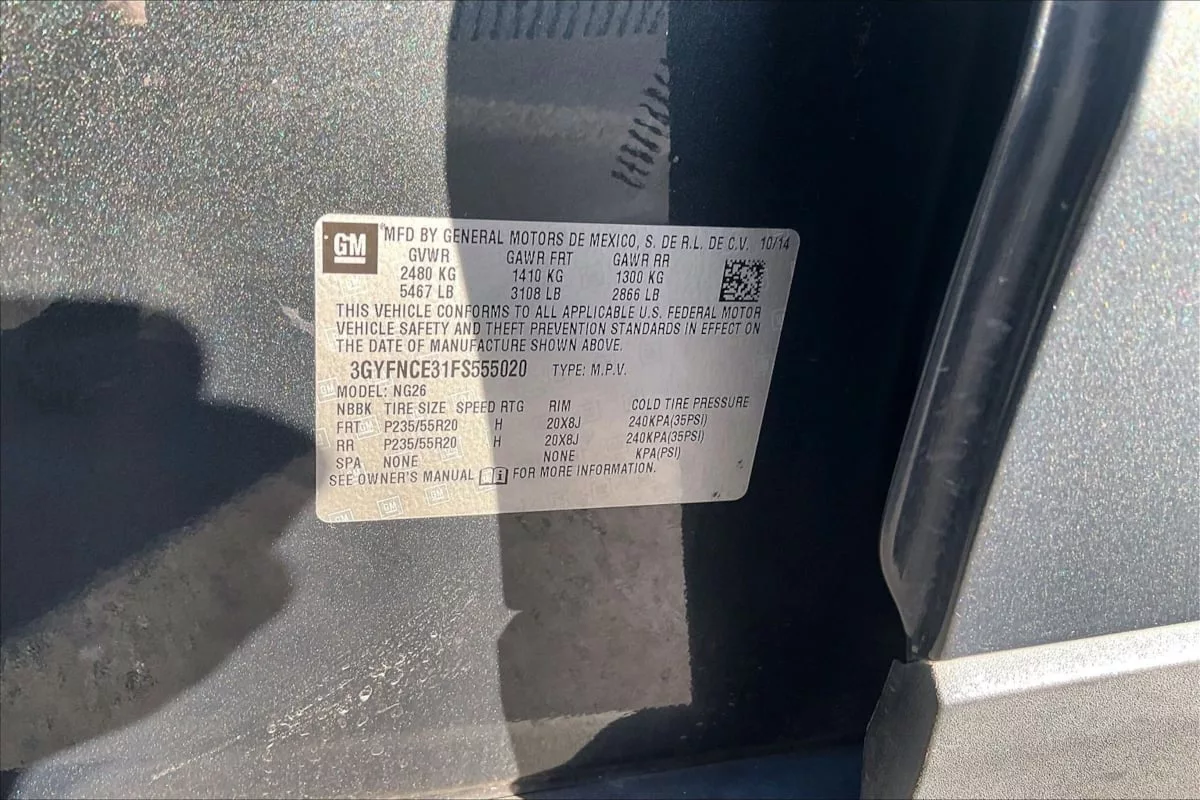 GM
®MFD BY GENERAL MOTORS DE MEXICO, S. DE R.L. DE C.V. 10/14
GVWR GAWR FRT GAWR RR
2480 KG 1410 KG 1300 KG
5467 LB 3108 LB 2866 LB
THIS VEHICLE CONFORMS TO ALL APPLICABLE U.S. FEDERAL MOTOR
VEHICLE SAFETY AND THEFT PREVENTION STANDARDS IN EFFECT ON
THE DATE OF MANUFACTURE SHOWN ABOVE.
3GYFNCE31FS555020 TYPE: M.P.V.
MODEL: NG26
NBBK TIRE SIZE SPEED RTG RIM COLD TIRE PRESSURE
FRT P235/55R20 H 20X8J 240KPA(35PSI)
RR P235/55R20 H 20X8J 240KPA(35PSI)
SPA NONE NONE KPA(PSI)
SEE OWNER'S MANUAL FOR MORE INFORMATION.